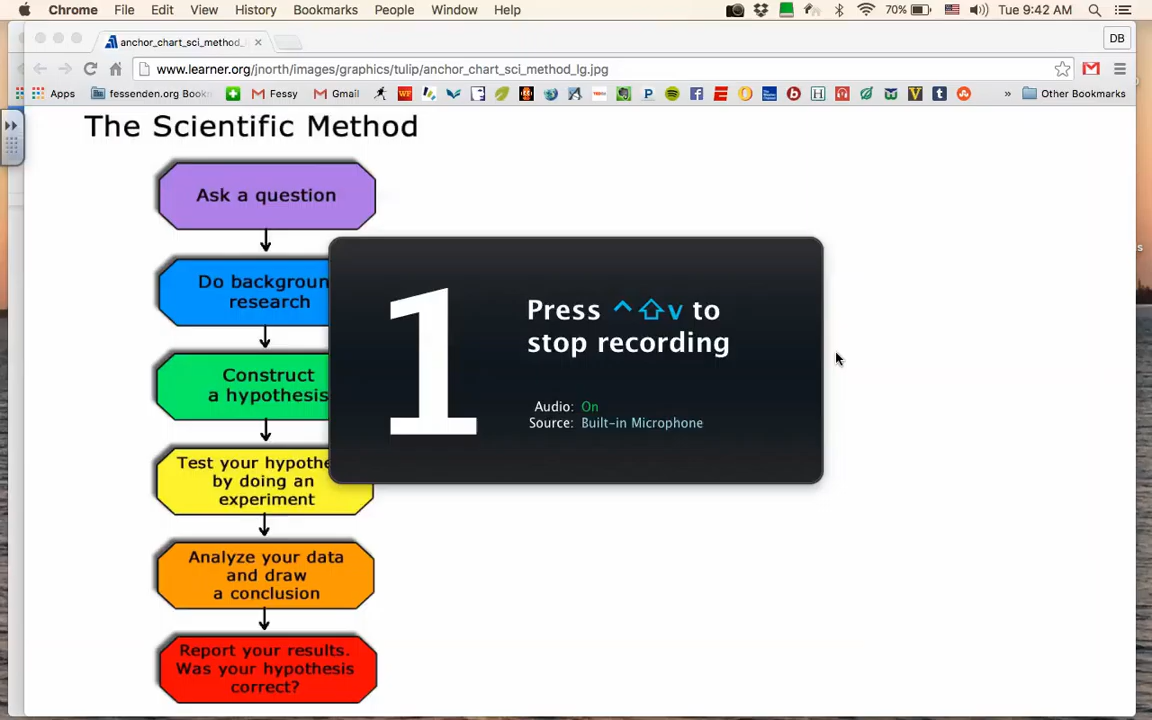 Chrome File Edit View History Bookmarks People Window Help 70% Tue 9:42 AM
anchor_chart_sci_method_ DB
www.learner.org/jnorth/images/graphics/tulip/anchor_chart_sci_method_lg.jpg
Apps fessenden.org Bookm Fessy Gmail » Other Bookmarks
The Scientific Method
Ask a question
Do backgroun
research
Construct
a hypothesis
Test your hypothe
by doing an
experiment
Analyze your data
and draw
a conclusion
Report your results.
Was your hypothesis
correct?
1
Press ^⇧v to
stop recording
Audio: On
Source: Built-in Microphone